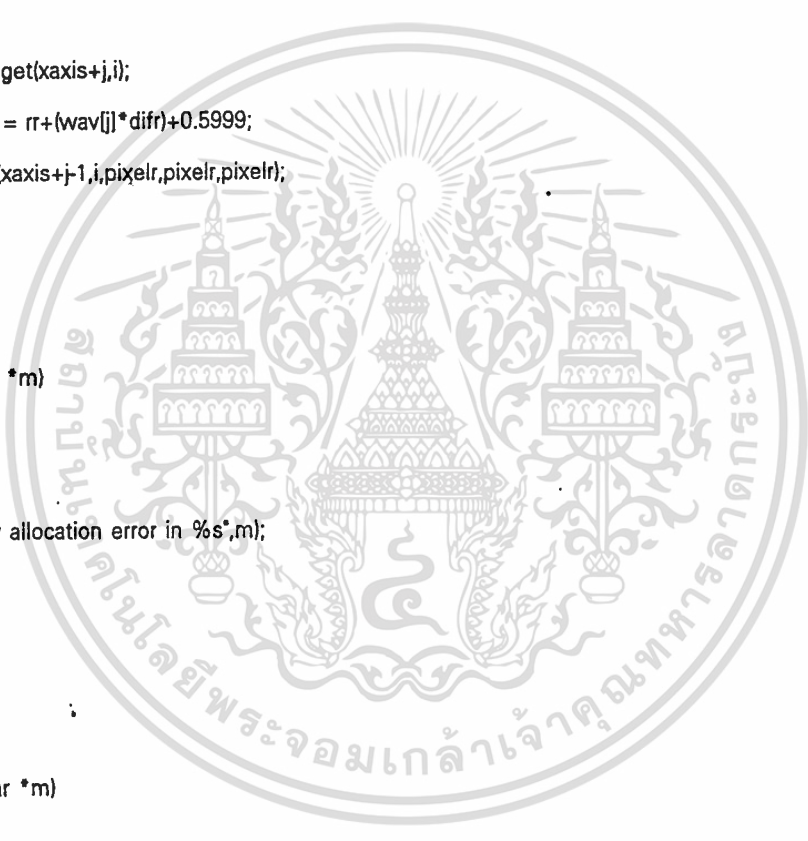 get(xaxis+j,i);
= rr+(wav[j]*difr)+0.5999;
(xaxis+j-1,i,pixelr,pixelr,pixelr);
*m)
allocation error in %s",m);
ar *m)
สถาบันเทคโนโลยีพระจอมเกล้าเจ้าคุณทหารลาดกระบัง